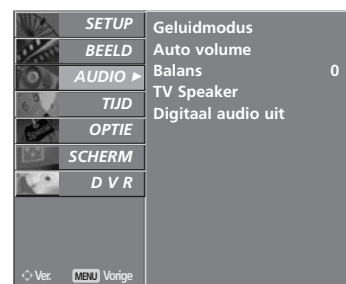 SETUP
BEELD
AUDIO ►
TIJD
OPTIE
SCHERM
D V R
Geluidmodus
Auto volume
Balans 0
TV Speaker
Digitaal audio uit
Ver. MENU Vorige